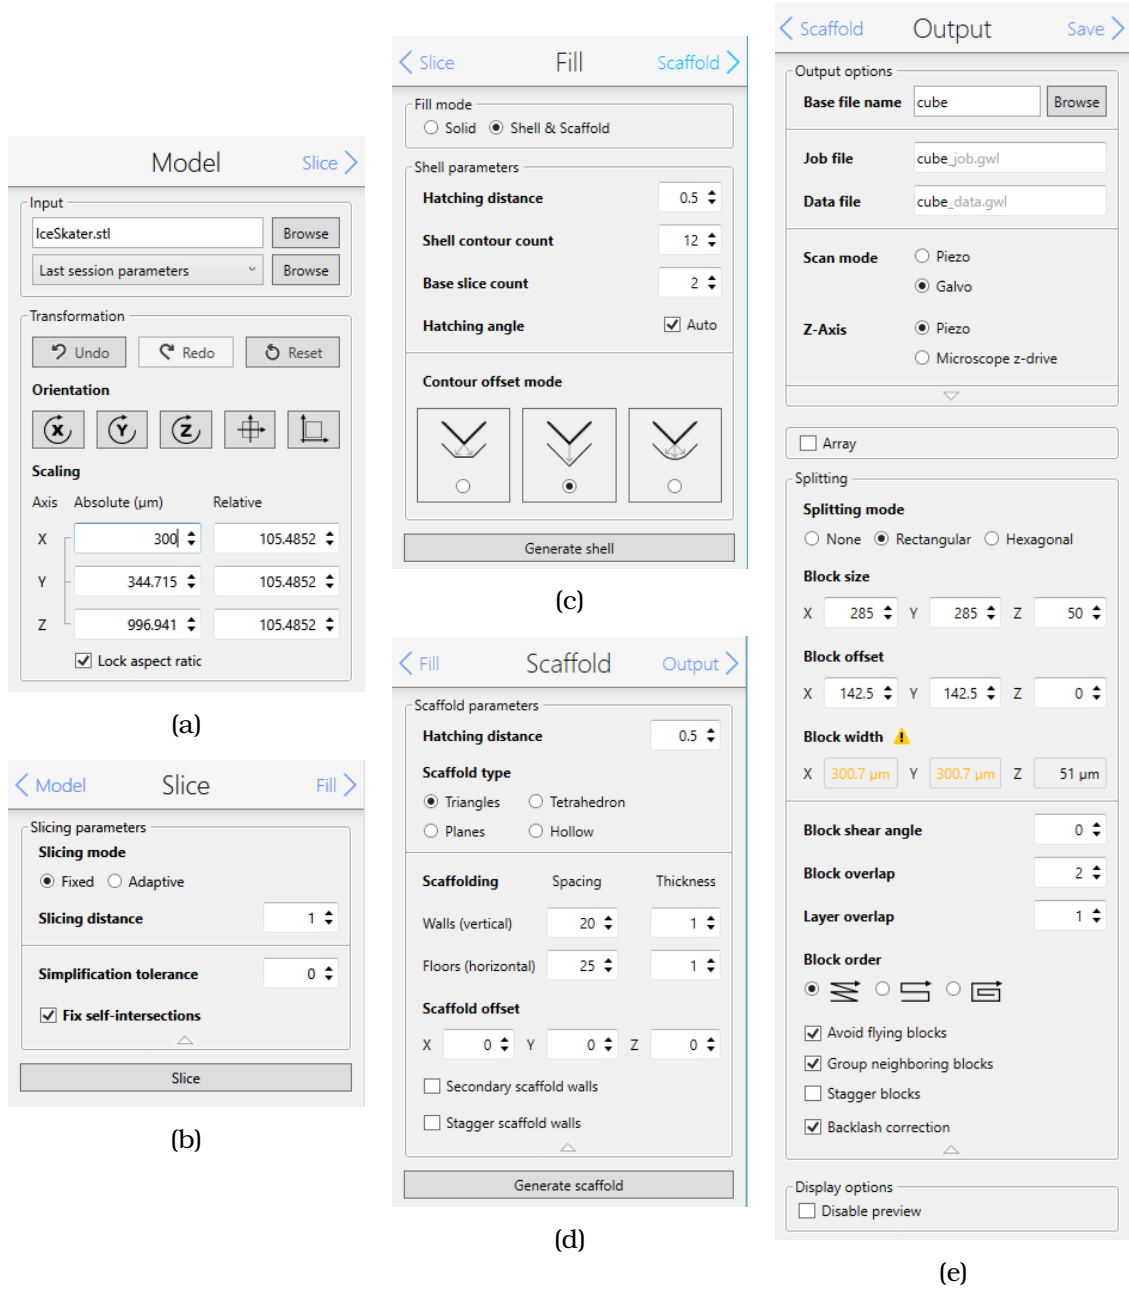 Model
Slice
Input
IceSkater.stl
Browse
Last session parameters
Browse
Transformation
Undo
Redo
Reset
Orientation
X
Y
Z
Scaling
Axis Absolute (µm) Relative
X 300 105.4852
Y 344.715 105.4852
Z 996.941 105.4852
Lock aspect ratic
(a)
Model Slice Fill
Slicing parameters
Slicing mode
Fixed Adaptive
Slicing distance 1
Simplification tolerance 0
Fix self-intersections
Slice
(b)
Slice Fill Scaffold
Fill mode
Solid Shell & Scaffold
Shell parameters
Hatching distance 0.5
Shell contour count 12
Base slice count 2
Hatching angle Auto
Contour offset mode
Generate shell
(c)
Fill Scaffold Output
Scaffold parameters
Hatching distance 0.5
Scaffold type
Triangles Tetrahedron
Planes Hollow
Scaffolding Spacing Thickness
Walls (vertical) 20 1
Floors (horizontal) 25 1
Scaffold offset
X 0 Y 0 Z 0
Secondary scaffold walls
Stagger scaffold walls
Generate scaffold
(d)
Scaffold Output Save
Output options
Base file name cube Browse
Job file cube_job.gwl
Data file cube_data.gwl
Scan mode Piezo
Galvo
Z-Axis Piezo
Microscope z-drive
Array
Splitting
Splitting mode
None Rectangular Hexagonal
Block size
X 285 Y 285 Z 50
Block offset
X 142.5 Y 142.5 Z 0
Block width
X 300.7 µm Y 300.7 µm Z 51 µm
Block shear angle 0
Block overlap 2
Layer overlap 1
Block order
Avoid flying blocks
Group neighboring blocks
Stagger blocks
Backlash correction
Display options
Disable preview
(e)